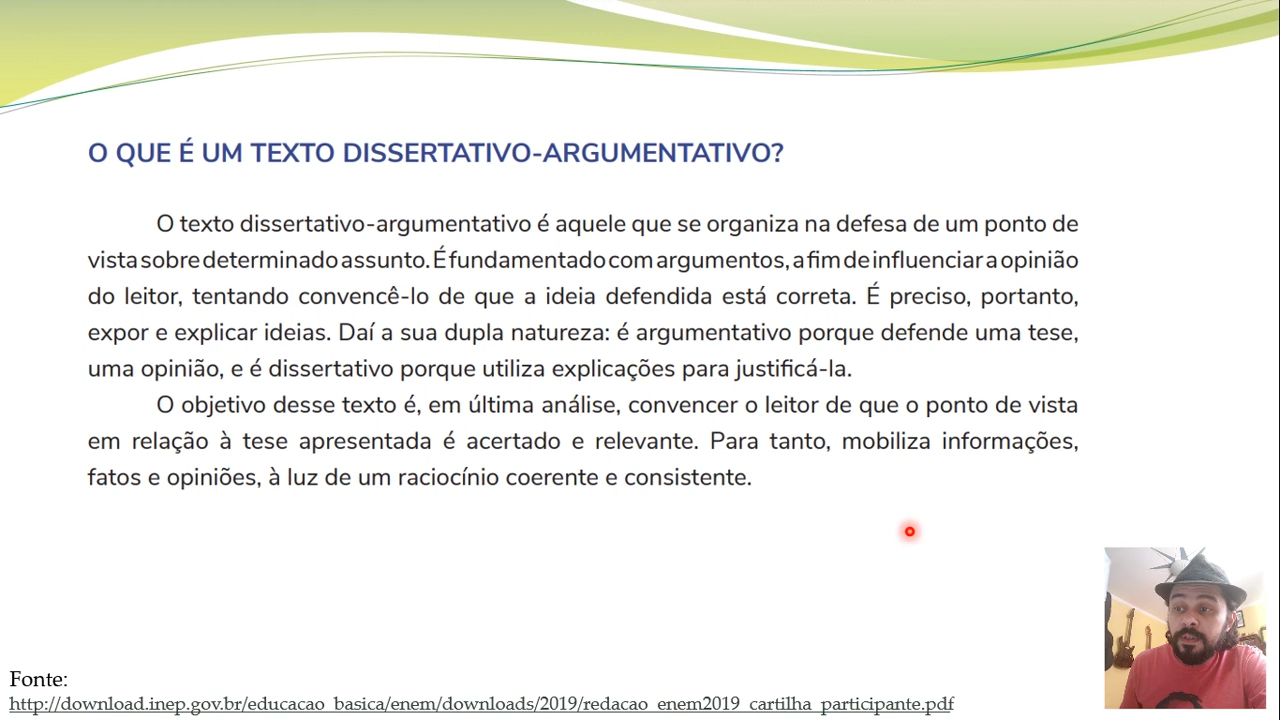 O QUE É UM TEXTO DISSERTATIVO-ARGUMENTATIVO?
O texto dissertativo-argumentativo é aquele que se organiza na defesa de um ponto de
vista sobre determinado assunto. É fundamentado com argumentos, a fim de influenciar a opinião
do leitor, tentando convencê-lo de que a ideia defendida está correta. É preciso, portanto,
expor e explicar ideias. Daí a sua dupla natureza: é argumentativo porque defende uma tese,
uma opinião, e é dissertativo porque utiliza explicações para justificá-la.
O objetivo desse texto é, em última análise, convencer o leitor de que o ponto de vista
em relação à tese apresentada é acertado e relevante. Para tanto, mobiliza informações,
fatos e opiniões, à luz de um raciocínio coerente e consistente.
Fonte:
http://download.inep.gov.br/educacao_basica/enem/downloads/2019/redacao_enem2019_cartilha_participante.pdf